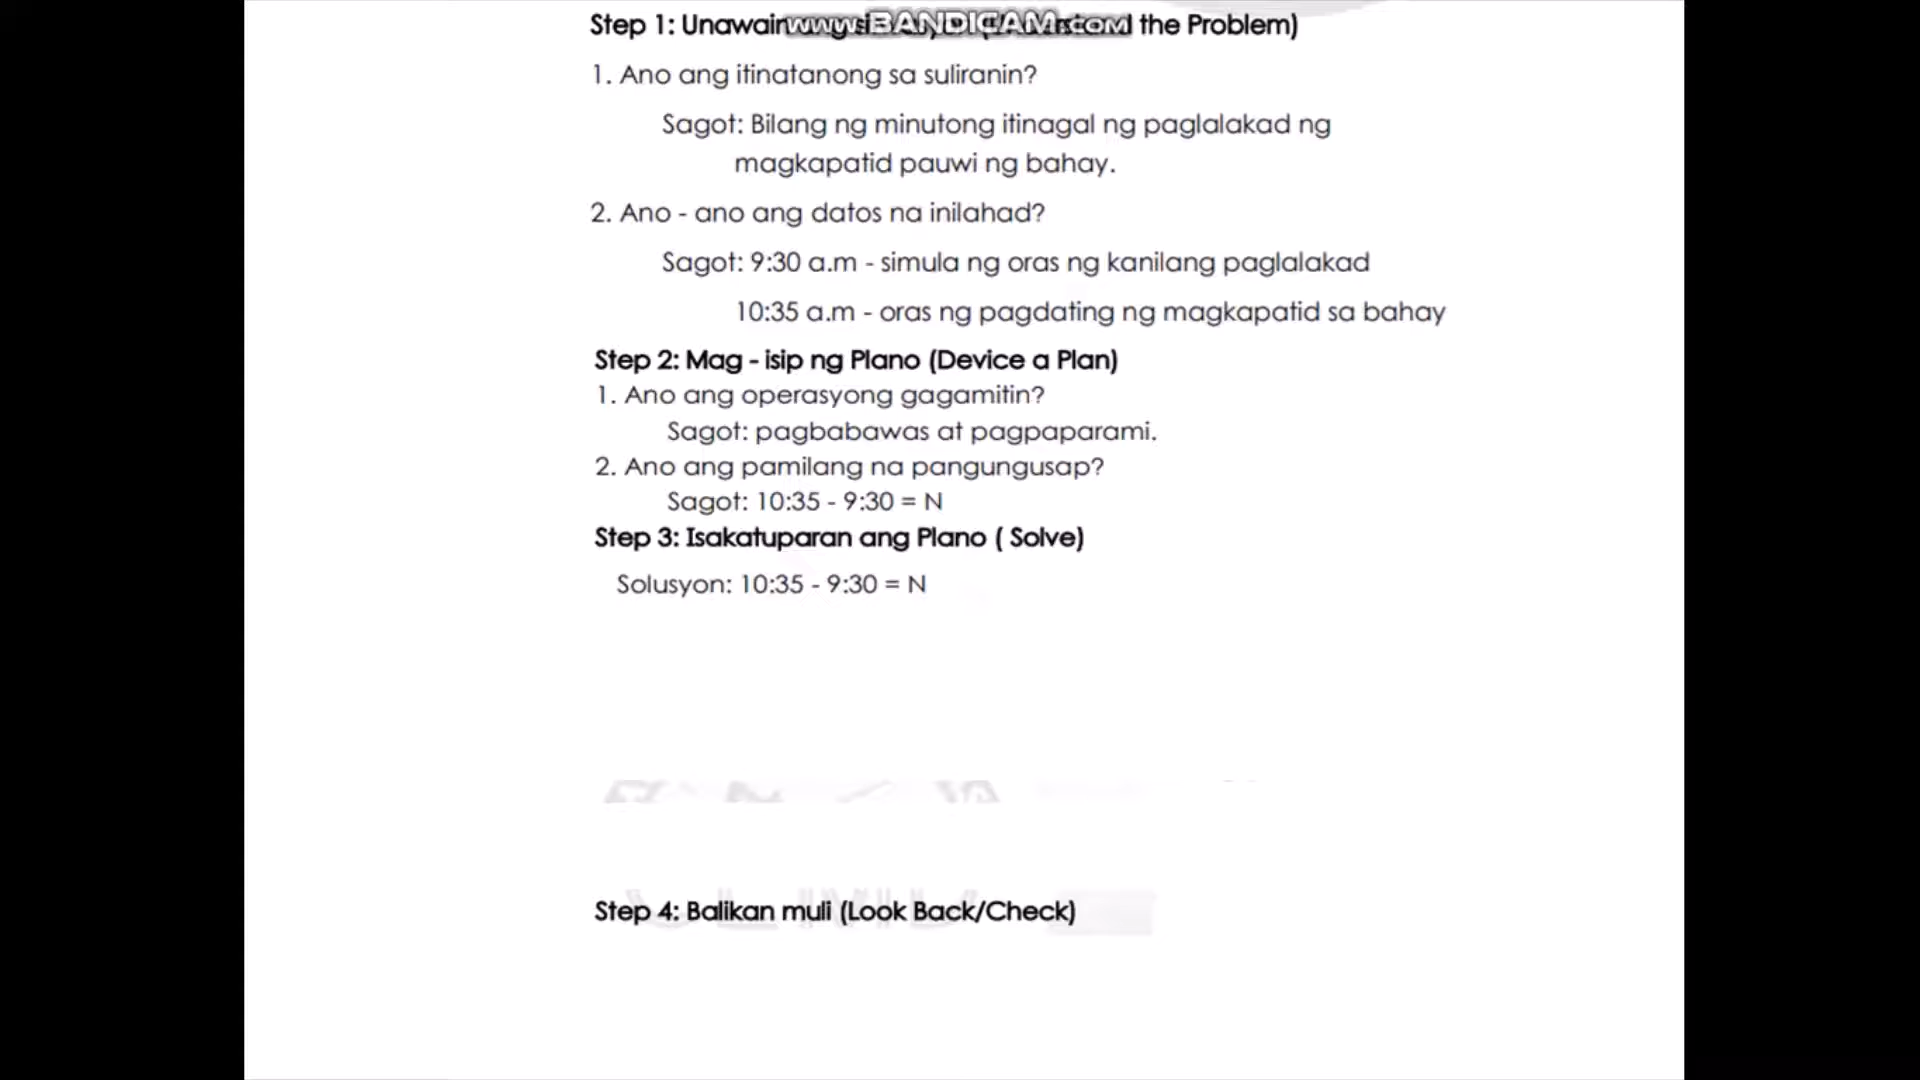 www.BANDICAM.com
Step 1: Unawain the Problem)
1. Ano ang itinatanong sa suliranin?
Sagot: Bilang ng minutong itinagal ng paglalakad ng
magkapatid pauwi ng bahay.
2. Ano - ano ang datos na inilahad?
Sagot: 9:30 a.m - simula ng oras ng kanilang paglalakad
10:35 a.m - oras ng pagdating ng magkapatid sa bahay
Step 2: Mag - isip ng Plano (Device a Plan)
1. Ano ang operasyong gagamitin?
Sagot: pagbabawas at pagpaparami.
2. Ano ang pamilang na pangungusap?
Sagot: 10:35 - 9:30 = N
Step 3: Isakatuparan ang Plano ( Solve)
Solusyon: 10:35 - 9:30 = N
Step 4: Balikan muli (Look Back/Check)